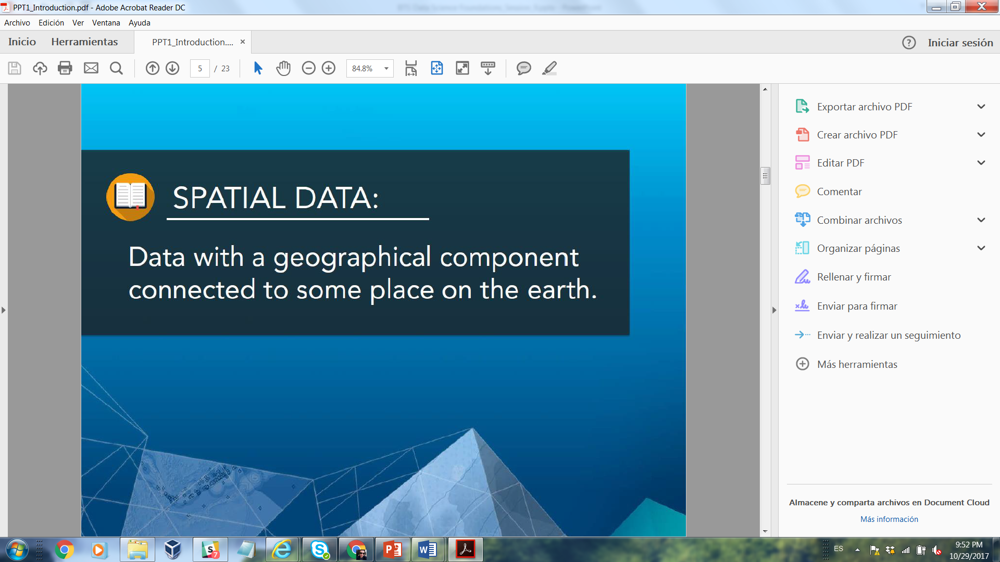 PPT1_Introduction.pdf - Adobe Acrobat Reader DC
Archivo Edición Ver Ventana Ayuda
Inicio Herramientas PPT1_Introduction.... × ? Iniciar sesión
5 / 23 84.8%
SPATIAL DATA:
Data with a geographical component
connected to some place on the earth.
Exportar archivo PDF
Crear archivo PDF
Editar PDF
Comentar
Combinar archivos
Organizar páginas
Rellenar y firmar
Enviar para firmar
Enviar y realizar un seguimiento
Más herramientas
Almacene y comparta archivos en Document Cloud
Más información
7
ES
9:52 PM
10/29/2017